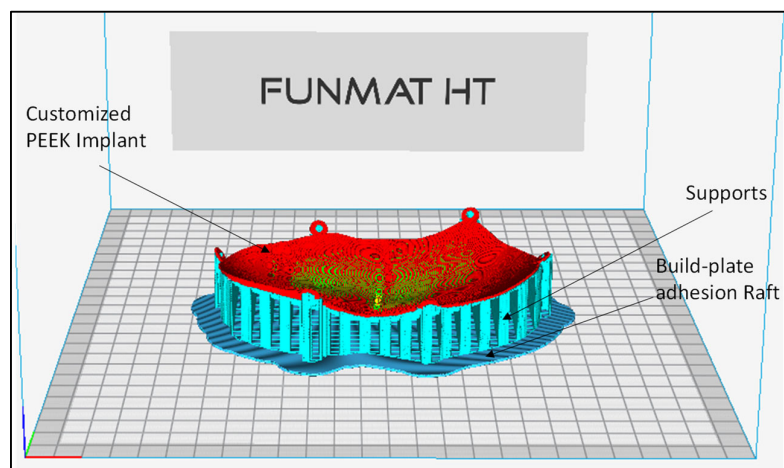 FUNMAT HT
Customized
PEEK Implant
Supports
Build-plate
adhesion Raft